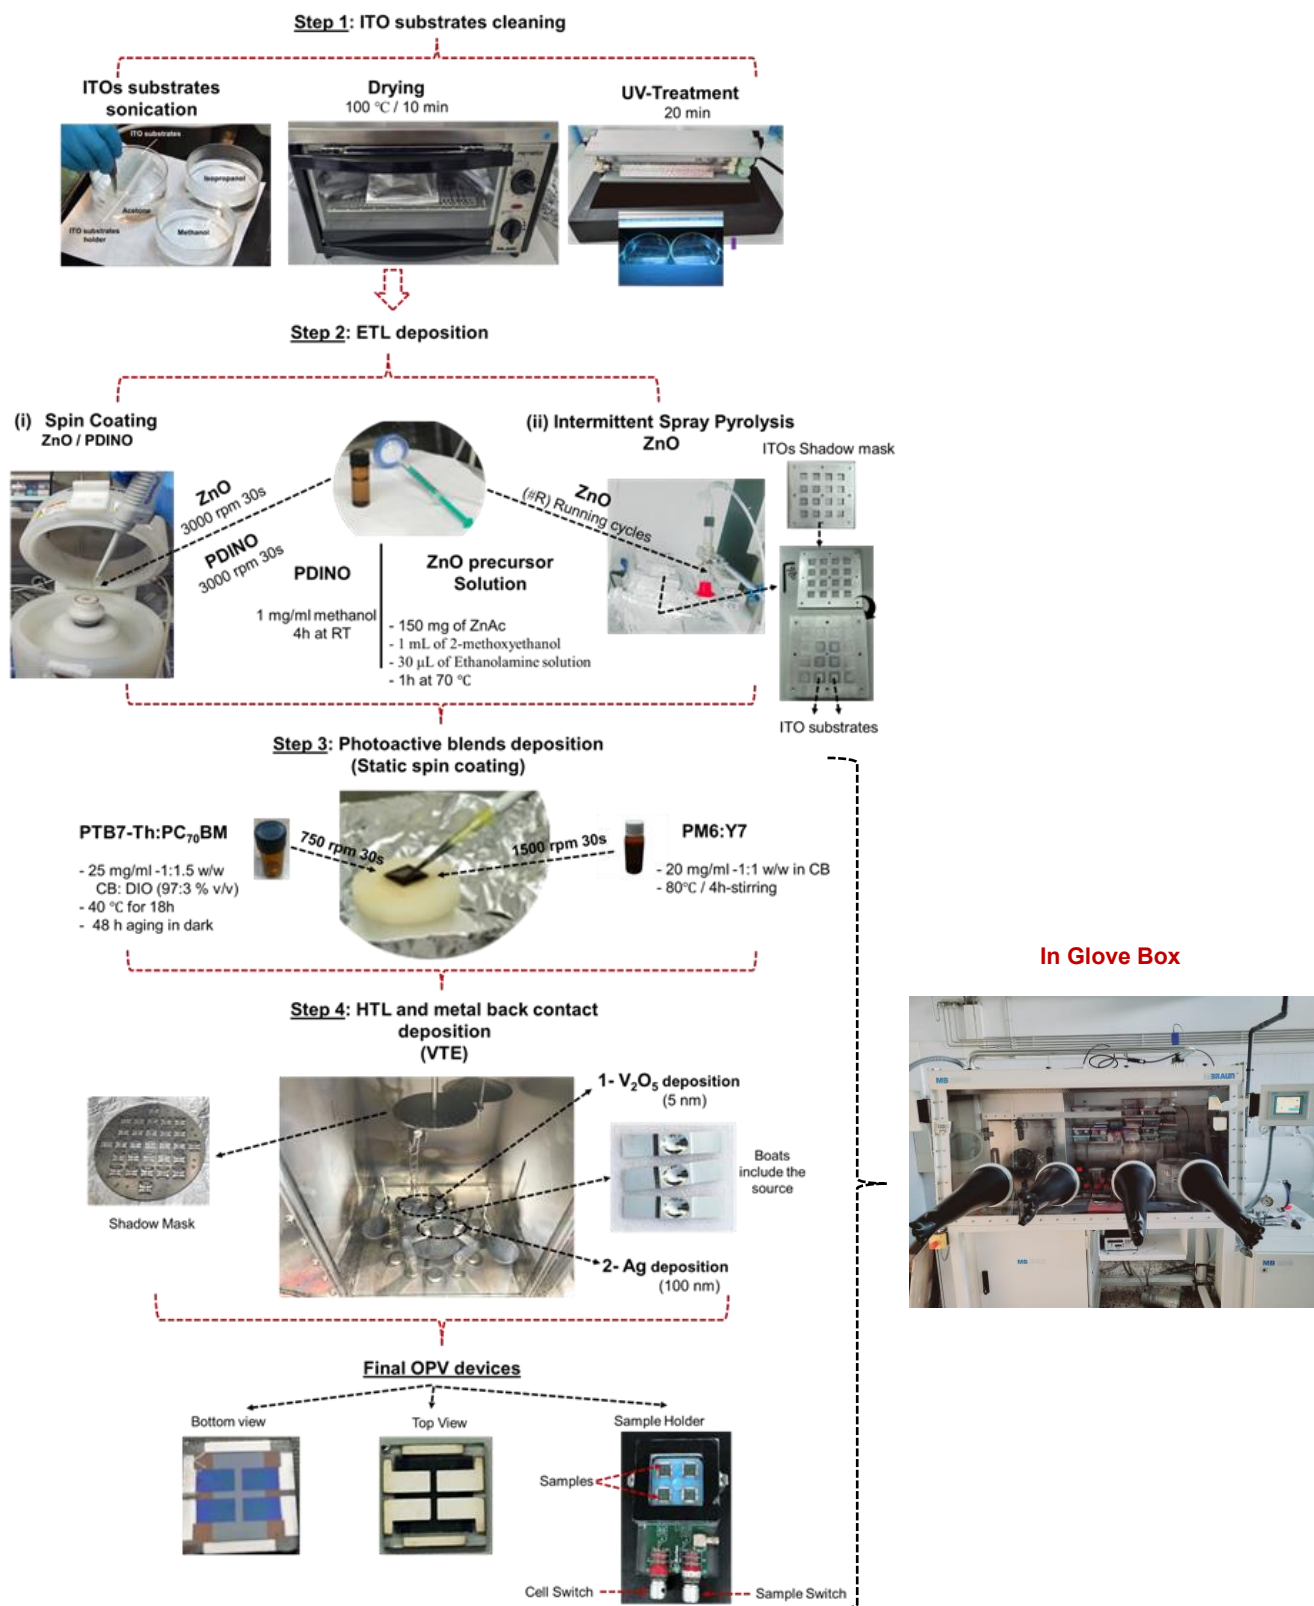 Step 1: ITO substrates cleaning
ITOs substrates
sonication
Drying
100 ℃ / 10 min
UV-Treatment
20 min
ITO substrates
Isopropanol
Acetone
Methanol
ITO substrates
holder
Step 2: ETL deposition
(i) Spin Coating
ZnO / PDINO
(ii) Intermittent Spray Pyrolysis
ZnO
ITOs Shadow mask
ZnO
3000 rpm 30s
PDINO
3000 rpm 30s
ZnO
(#R) Running cycles
PDINO
1 mg/ml methanol
4h at RT
ZnO precursor
Solution
- 150 mg of ZnAc
- 1 mL of 2-methoxyethanol
- 30 µL of Ethanolamine solution
- 1h at 70 ℃
ITO substrates
Step 3: Photoactive blends deposition
(Static spin coating)
PTB7-Th:PC₇₀BM
- 25 mg/ml -1:1.5 w/w
CB: DIO (97:3 % v/v)
- 40 ℃ for 18h
- 48 h aging in dark
750 rpm 30s
1500 rpm 30s
PM6:Y7
- 20 mg/ml -1:1 w/w in CB
- 80℃ / 4h-stirring
In Glove Box
MB
BRAUN
MB
MB
Step 4: HTL and metal back contact
deposition
(VTE)
1- V₂O₅ deposition
(5 nm)
Boats
include the
source
Shadow Mask
2- Ag deposition
(100 nm)
Final OPV devices
Bottom view
Top View
Sample Holder
Samples
Cell Switch
Sample Switch